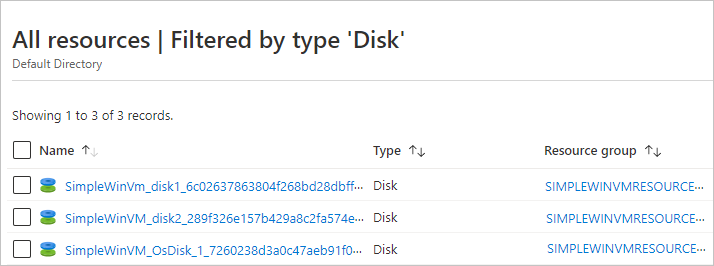 All resources | Filtered by type 'Disk'
Default Directory
Showing 1 to 3 of 3 records.
Name ↑↓ Type ↑↓ Resource group ↑↓
SimpleWinVm_disk1_6c02637863804f268bd28dbff... Disk SIMPLEWINVMRESOURCE...
SimpleWinVM_disk2_289f326e157b429a8c2fa574e... Disk SIMPLEWINVMRESOURCE...
SimpleWinVM_OsDisk_1_7260238d3a0c47aeb91f0... Disk SIMPLEWINVMRESOURCE...